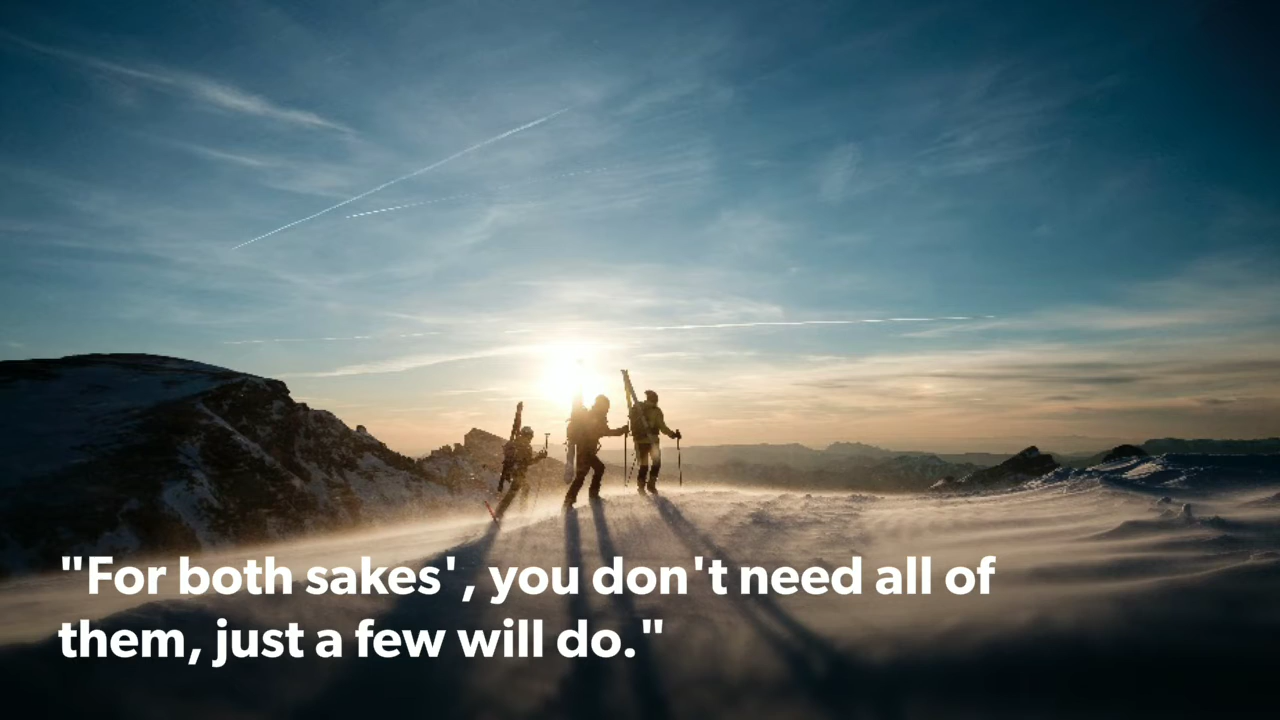 "For both sakes', you don't need all of
them, just a few will do."